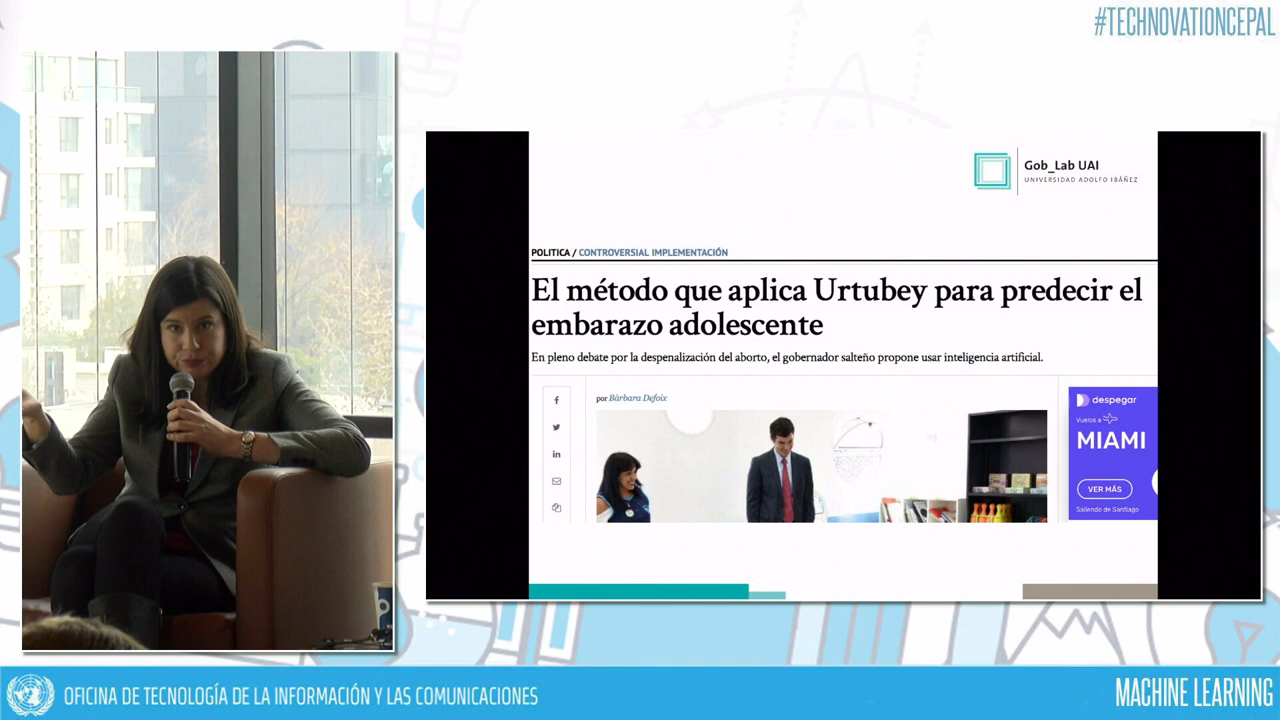 #TECHNOVATIONCEPAL
Gob_Lab UAI
UNIVERSIDAD ADOLFO IBÁÑEZ
POLITICA / CONTROVERSIAL IMPLEMENTACIÓN
El método que aplica Urtubey para predecir el
embarazo adolescente
En pleno debate por la despenalización del aborto, el gobernador salteño propone usar inteligencia artificial.
por Bárbara Defoix
despegar
Vuelos a
MIAMI
VER MÁS
Saliendo de Santiago
OFICINA DE TECNOLOGÍA DE LA INFORMACIÓN Y LAS COMUNICACIONES
MACHINE LEARNING